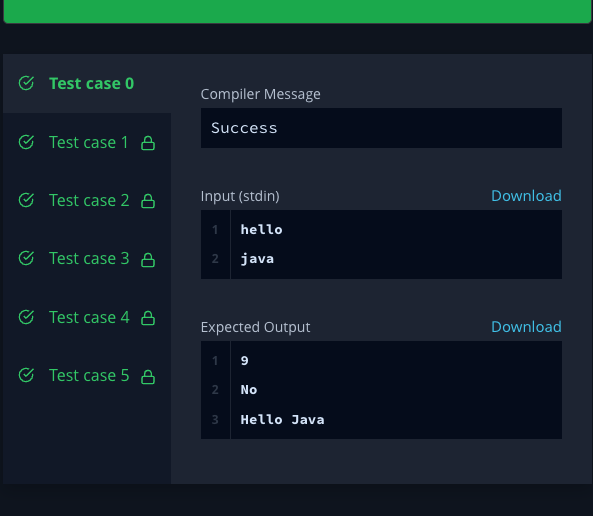 Test case 0
Test case 1
Test case 2
Test case 3
Test case 4
Test case 5
Compiler Message
Success
Input (stdin)
Download
1 hello
2 java
Expected Output
Download
1 9
2 No
3 Hello Java